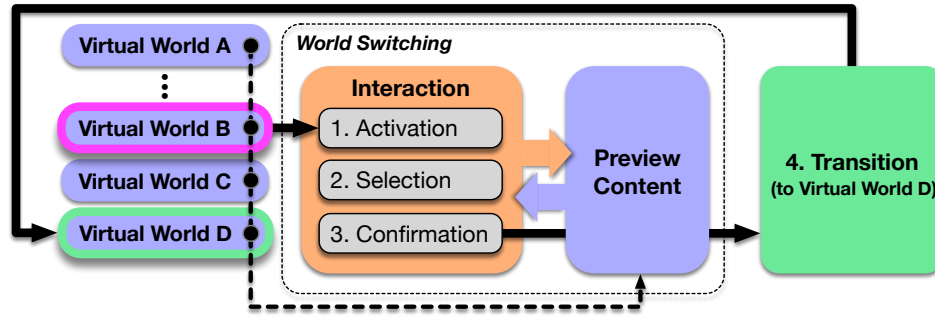 Virtual World A
Virtual World B
Virtual World C
Virtual World D
World Switching
Interaction
1. Activation
2. Selection
3. Confirmation
Preview
Content
4. Transition
(to Virtual World D)